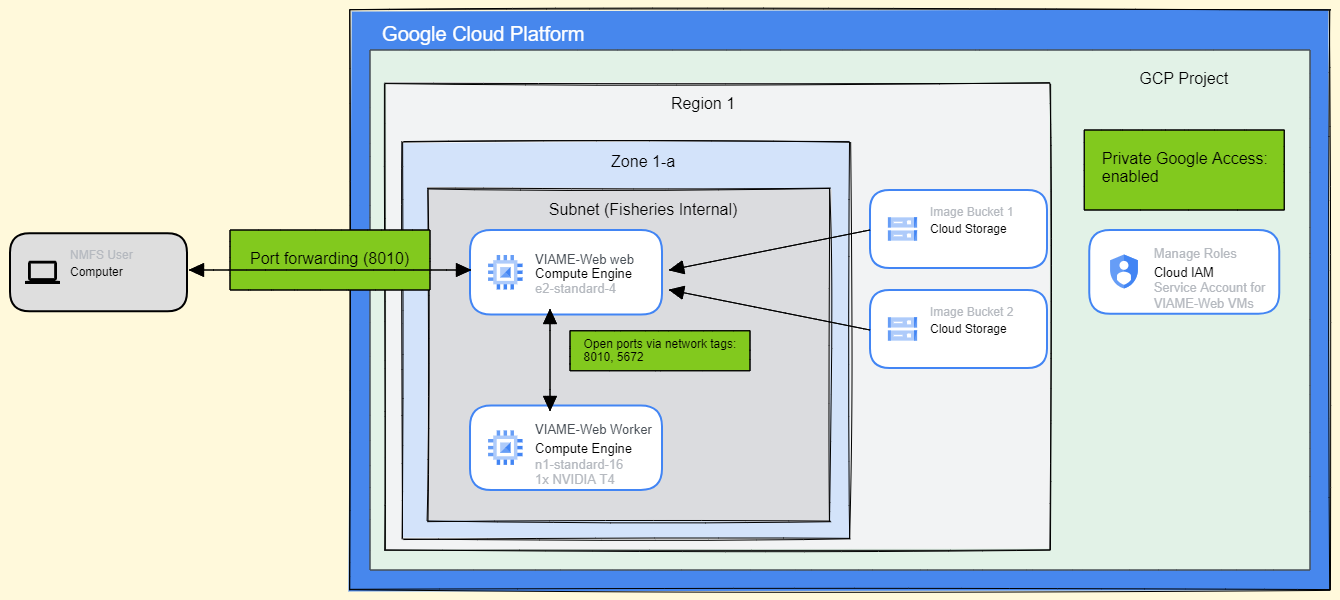 Google Cloud Platform
GCP Project
Region 1
Zone 1-a
Subnet (Fisheries Internal)
Private Google Access:
enabled
NMFS User
Computer
Port forwarding (8010)
VIAME-Web web
Compute Engine
e2-standard-4
Image Bucket 1
Cloud Storage
Image Bucket 2
Cloud Storage
Manage Roles
Cloud IAM
Service Account for
VIAME-Web VMs
Open ports via network tags:
8010, 5672
VIAME-Web Worker
Compute Engine
n1-standard-16
1x NVIDIA T4